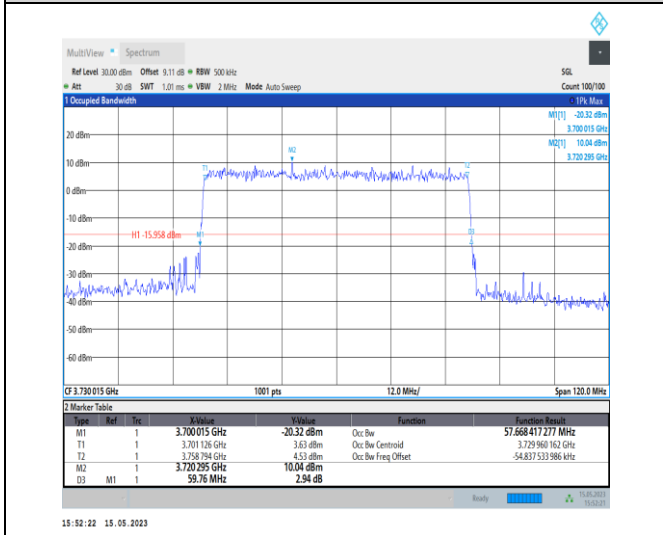 MultiView Spectrum
Ref Level 30.00 dBm Offset 9.11 dB RBW 500 kHz SGL
Att 30 dB SWT 1.01 ms VBW 2 MHz Mode Auto Sweep Count 100/100
1 Occupied Bandwidth 1Pk Max
M1[1] -20.32 dBm
3.700 015 GHz
20 dBm
M2[1] 10.04 dBm
3.720 295 GHz
M2
10 dBm
T1 T2
0 dBm
-10 dBm
H1 -15.958 dBm M1 D3
-20 dBm
-30 dBm
-40 dBm
-50 dBm
-60 dBm
CF 3.730 015 GHz 1001 pts 12.0 MHz/ Span 120.0 MHz
2 Marker Table
Type Ref Trc X-Value Y-Value Function Function Result
M1 1 3.700 015 GHz -20.32 dBm Occ Bw 57.668 417 277 MHz
T1 1 3.701 126 GHz 3.63 dBm Occ Bw Centroid 3.729 960 162 GHz
T2 1 3.758 794 GHz 4.53 dBm Occ Bw Freq Offset -54.837 533 986 kHz
M2 1 3.720 295 GHz 10.04 dBm
D3 M1 1 59.76 MHz 2.94 dB
Ready 15.05.2023
15:52:21
15:52:22 15.05.2023